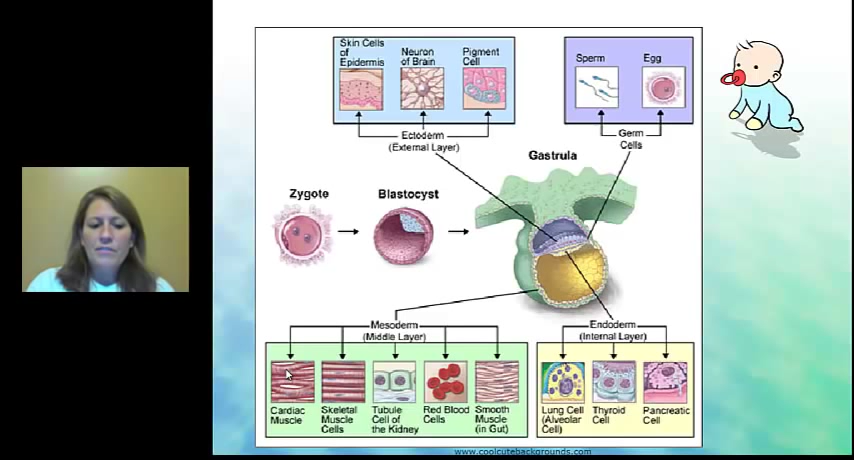 Skin Cells
of
Epidermis
Neuron
of Brain
Pigment
Cell
Sperm
Egg
Ectoderm
(External Layer)
Germ
Cells
Gastrula
Zygote
Blastocyst
Mesoderm
(Middle Layer)
Endoderm
(Internal Layer)
Cardiac
Muscle
Skeletal
Muscle
Cells
Tubule
Cell of
the Kidney
Red Blood
Cells
Smooth
Muscle
(in Gut)
Lung Cell
(Alveolar
Cell)
Thyroid
Cell
Pancreatic
Cell
www.coolcutebackgrounds.com